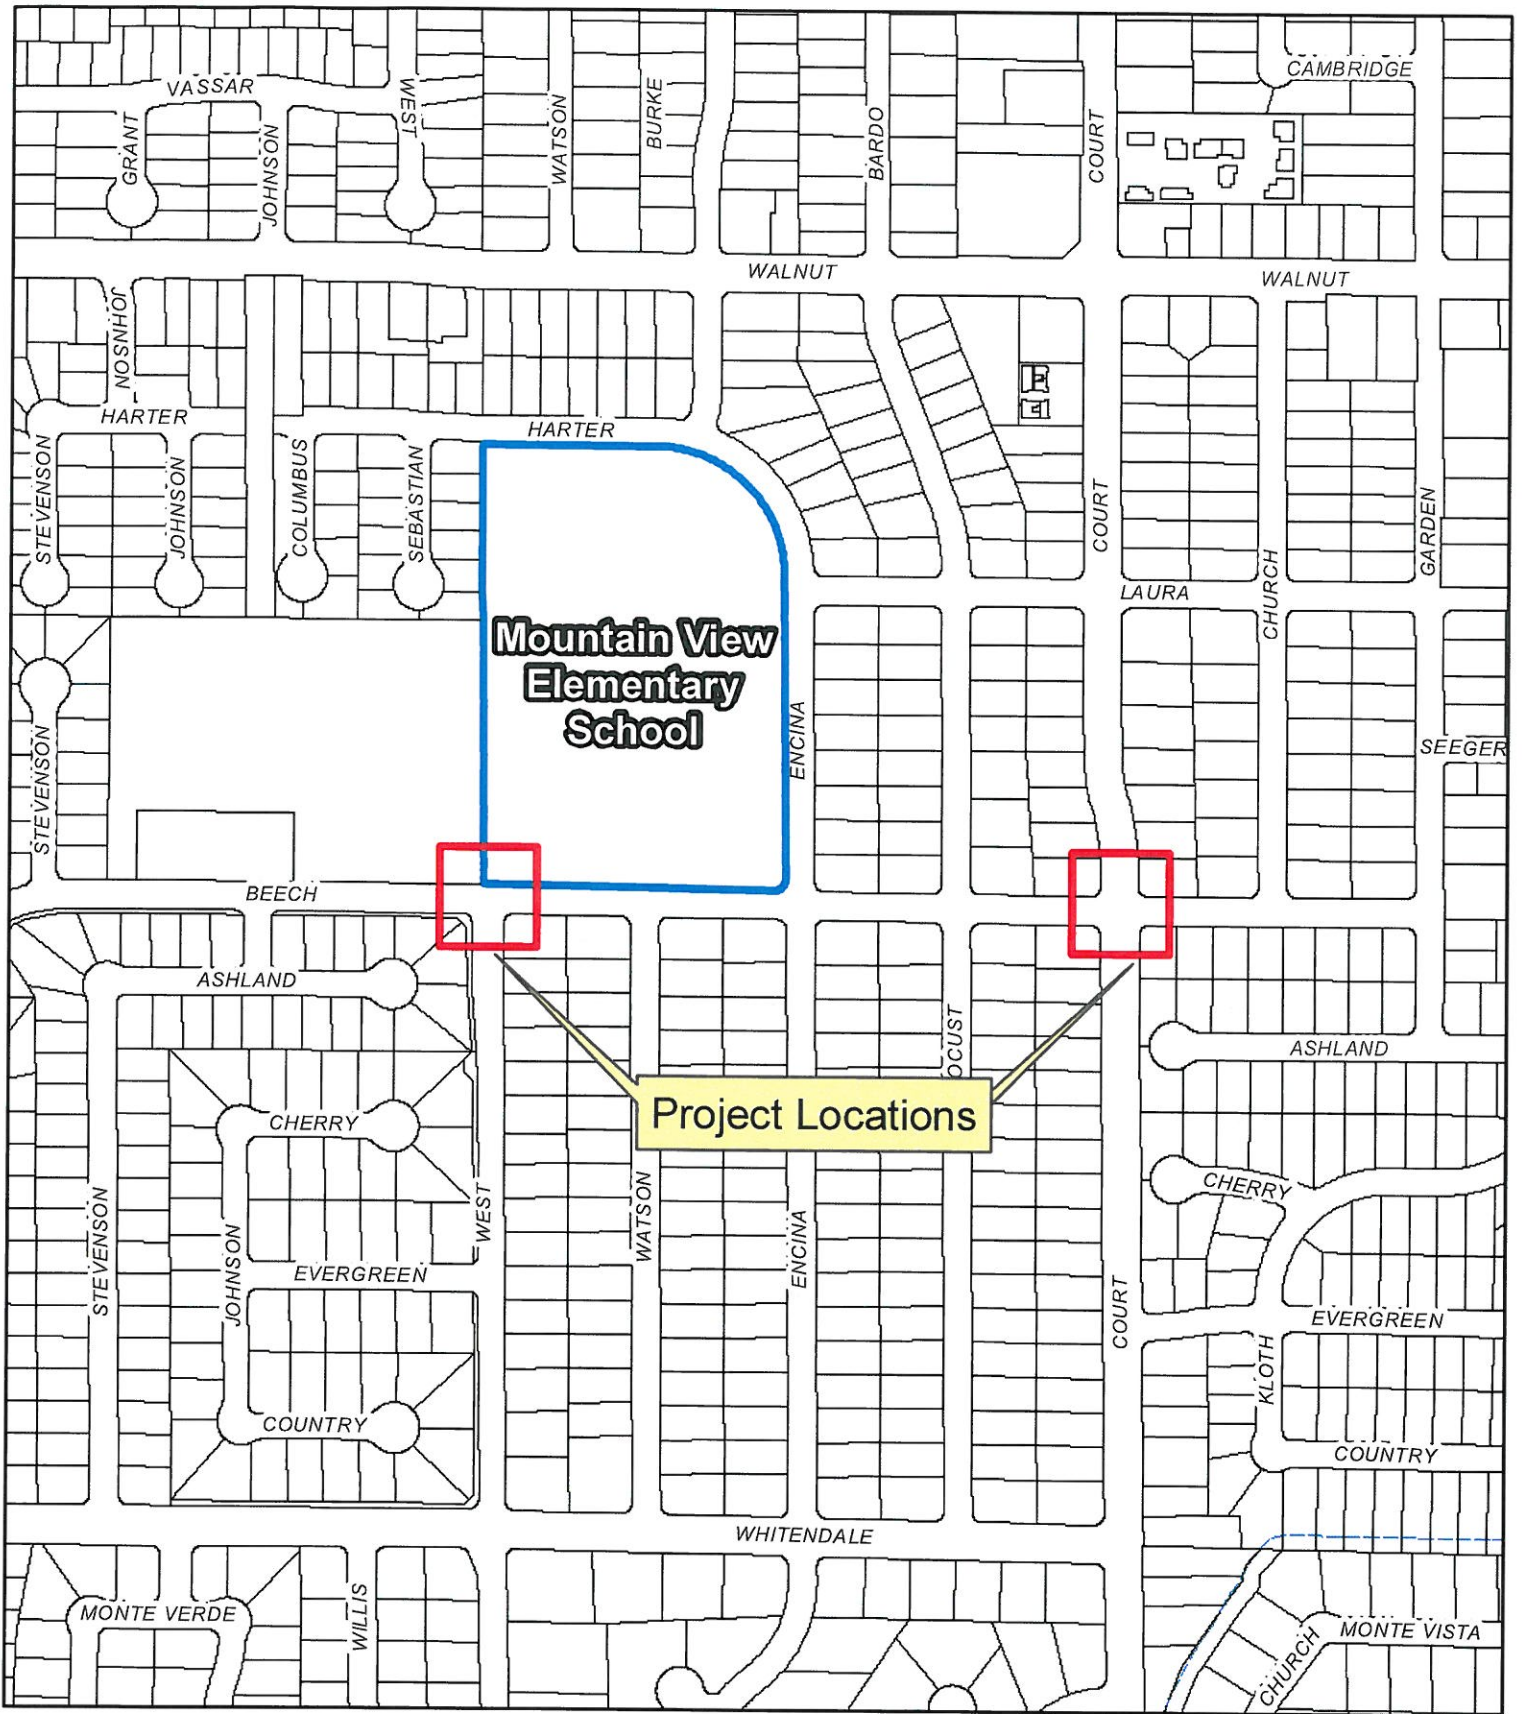 CAMBRIDGE
VASSAR
WEST
WATSON
BURKE
BARDO
COURT
GRANT
JOHNSON
WALNUT
WALNUT
JOHNSON
HARTER
HARTER
STEVENSON
JOHNSON
COLUMBUS
SEBASTIAN
COURT
GARDEN
CHURCH
LAURA
Mountain View
Elementary
School
ENCINA
SEEGER
STEVENSON
BEECH
ASHLAND
OCUST
ASHLAND
Project Locations
CHERRY
CHERRY
WEST
WATSON
ENCINA
STEVENSON
JOHNSON
EVERGREEN
COURT
EVERGREEN
KLOTH
COUNTRY
COUNTRY
WHITENDALE
MONTE VERDE
WILLIS
CHURCH
MONTE VISTA